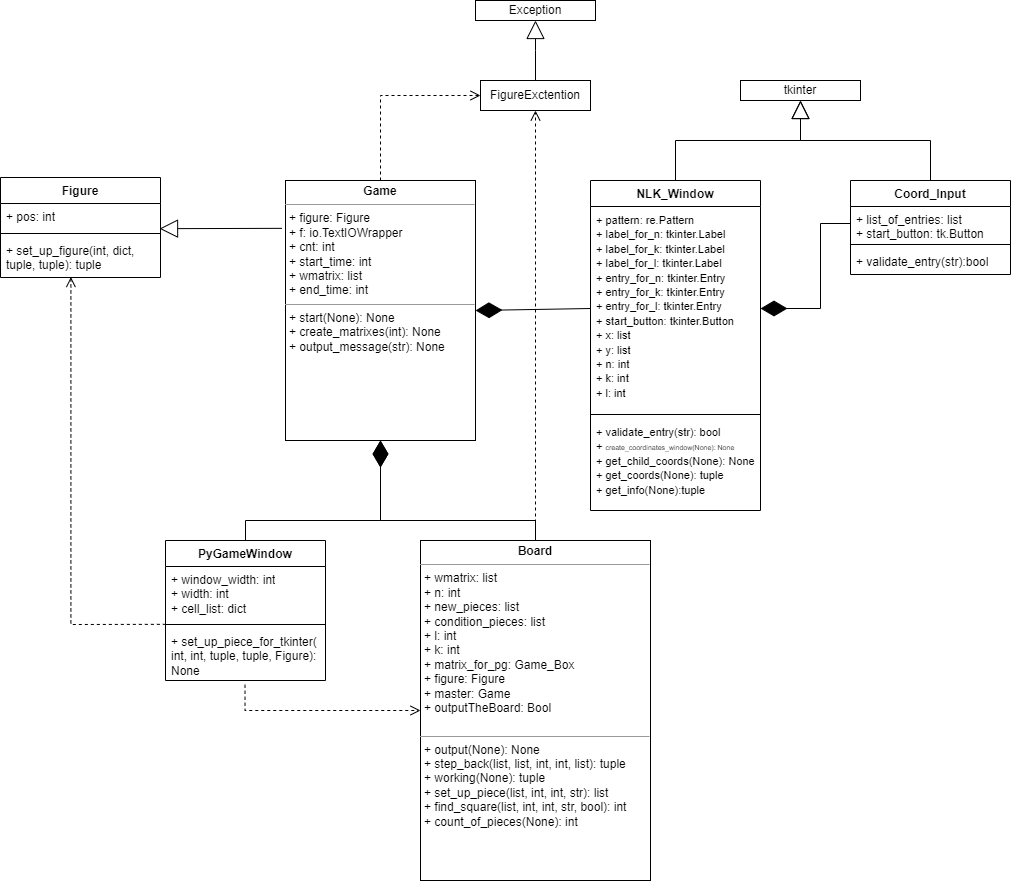 Exception
FigureExctention
tkinter
Figure
+ pos: int
+ set_up_figure(int, dict,
tuple, tuple): tuple
Game
+ figure: Figure
+ f: io.TextIOWrapper
+ cnt: int
+ start_time: int
+ wmatrix: list
+ end_time: int
+ start(None): None
+ create_matrixes(int): None
+ output_message(str): None
NLK_Window
+ pattern: re.Pattern
+ label_for_n: tkinter.Label
+ label_for_k: tkinter.Label
+ label_for_l: tkinter.Label
+ entry_for_n: tkinter.Entry
+ entry_for_k: tkinter.Entry
+ entry_for_l: tkinter.Entry
+ start_button: tkinter.Button
+ x: list
+ y: list
+ n: int
+ k: int
+ l: int
+ validate_entry(str): bool
+ create_coordinates_window(None): None
+ get_child_coords(None): None
+ get_coords(None): tuple
+ get_info(None):tuple
Coord_Input
+ list_of_entries: list
+ start_button: tk.Button
+ validate_entry(str):bool
PyGameWindow
+ window_width: int
+ width: int
+ cell_list: dict
+ set_up_piece_for_tkinter(
int, int, tuple, tuple, Figure):
None
Board
+ wmatrix: list
+ n: int
+ new_pieces: list
+ condition_pieces: list
+ l: int
+ k: int
+ matrix_for_pg: Game_Box
+ figure: Figure
+ master: Game
+ outputTheBoard: Bool
+ output(None): None
+ step_back(list, list, int, int, list): tuple
+ working(None): tuple
+ set_up_piece(list, int, int, str): list
+ find_square(list, int, int, str, bool): int
+ count_of_pieces(None): int